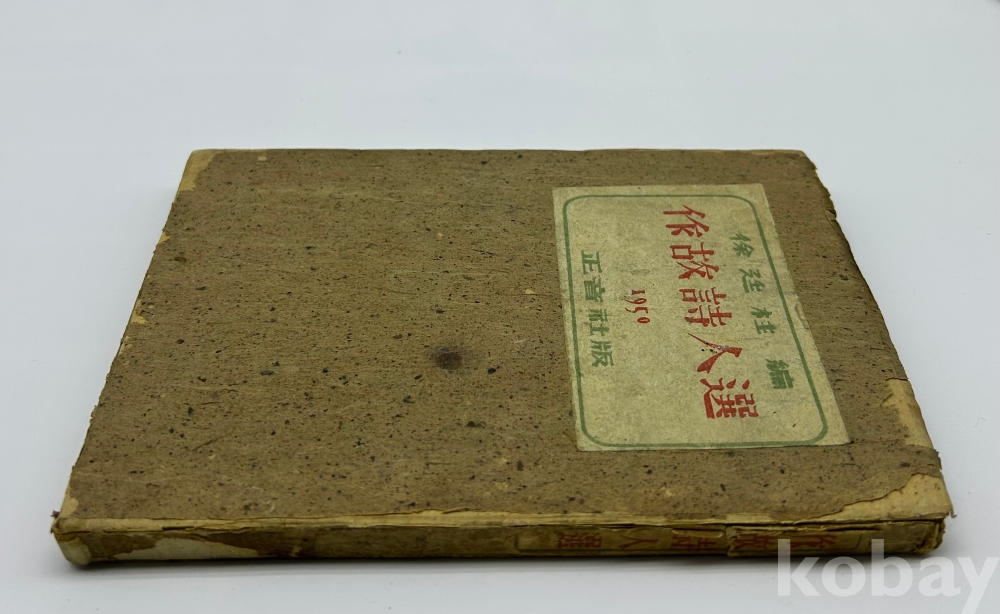 徐廷柱 編
作故詩人選
1950
正音社版
作故詩人選
kobay